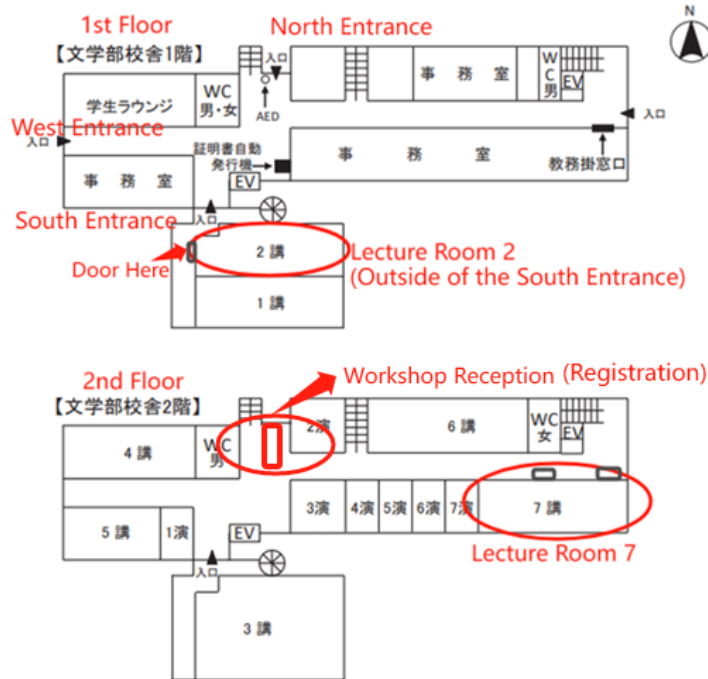 1st Floor
North Entrance
N
【文学部校舎1階】
入口
学生ラウンジ
WC
男・女
AED
事 務 室
WC
男
EV
West Entrance
入口
入口
証明書自動
発行機
事 務 室
教務掛窓口
事 務 室
EV
South Entrance
入口
Door Here
2 講
Lecture Room 2
(Outside of the South Entrance)
1 講
2nd Floor
Workshop Reception (Registration)
【文学部校舎2階】
4 講
WC
男
2演
6 講
WC
女
EV
5 講
1演
EV
3演
4演
5演
6演
7演
7 講
入口
Lecture Room 7
3 講